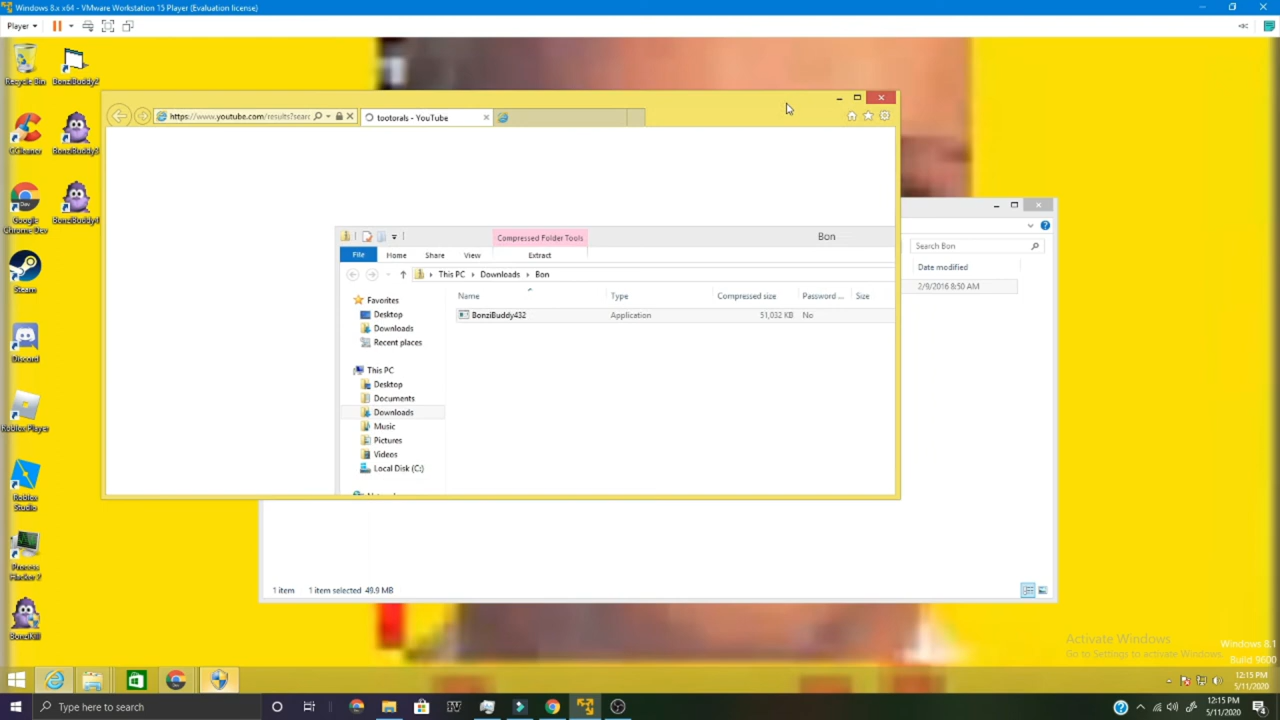 Windows 8.x x64 - VMware Workstation 15 Player (Evaluation license)
Player
Recycle Bin
CCleaner
BonziBuddy3
Google Chrome Dev
Steam
Discord
Roblox Player
Roblox Studio
Process Hacker 2
BonziKill
https://www.youtube.com/results?searc
tootorals - YouTube
Compressed Folder Tools
Bon
File Home Share View Extract
This PC Downloads Bon
Search Bon
Date modified
2/9/2016 8:50 AM
Name Type Compressed size Password ... Size
BonziBuddy432 Application 51,032 KB No
Favorites
Desktop
Downloads
Recent places
This PC
Desktop
Documents
Downloads
Music
Pictures
Videos
Local Disk (C:)
1 item 1 item selected 49.9 MB
Activate Windows
Go to Settings to activate Windows.
Windows 8.1
Build 9600
12:15 PM
5/11/2020
Type here to search
12:15 PM
5/11/2020
4